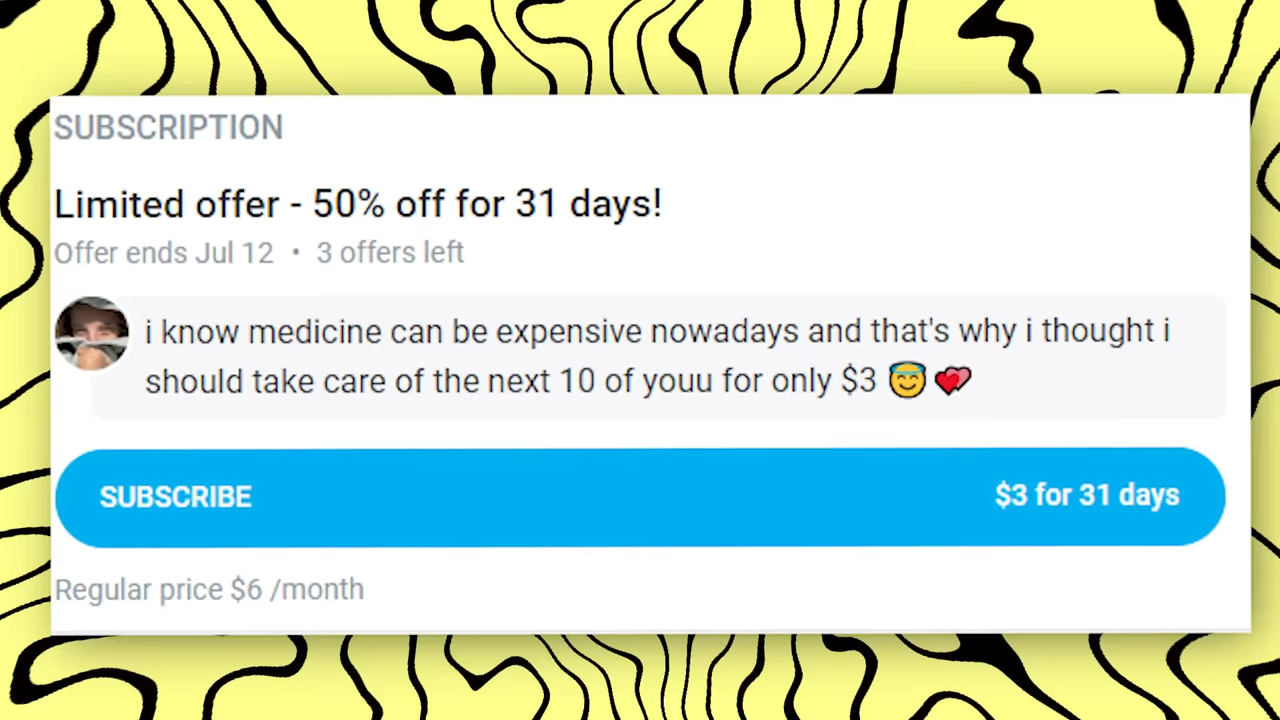 SUBSCRIPTION
Limited offer - 50% off for 31 days!
Offer ends Jul 12 • 3 offers left
i know medicine can be expensive nowadays and that's why i thought i
should take care of the next 10 of youu for only $3 😇 💕
SUBSCRIBE $3 for 31 days
Regular price $6 /month